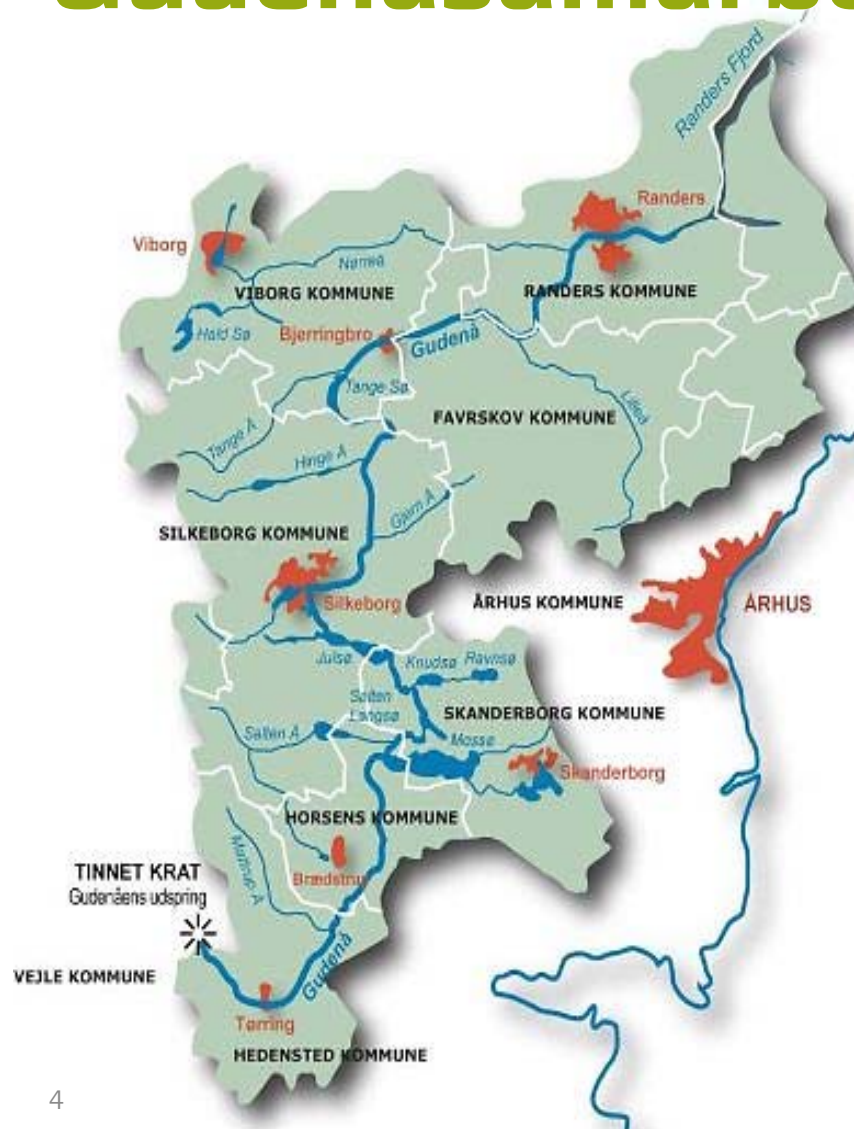 Randers Fjord
Randers
Viborg
Nørreå
VIBORG KOMMUNE
RANDERS KOMMUNE
Hald Sø
Bjerringbro
Gudenå
Tange Sø
Lilleå
FAVRSKOV KOMMUNE
Tange Å
Hinge Å
Gjern Å
SILKEBORG KOMMUNE
Silkeborg
ÅRHUS KOMMUNE
ÅRHUS
Julsø
Knudsø
Ravnsø
Salten
Langsø
SKANDERBORG KOMMUNE
Salten Å
Mossø
Skanderborg
HORSENS KOMMUNE
Mattrup Å
TINNET KRAT
Gudenåens udspring
Brædstrup
Gudenå
VEJLE KOMMUNE
Tørring
HEDENSTED KOMMUNE
4